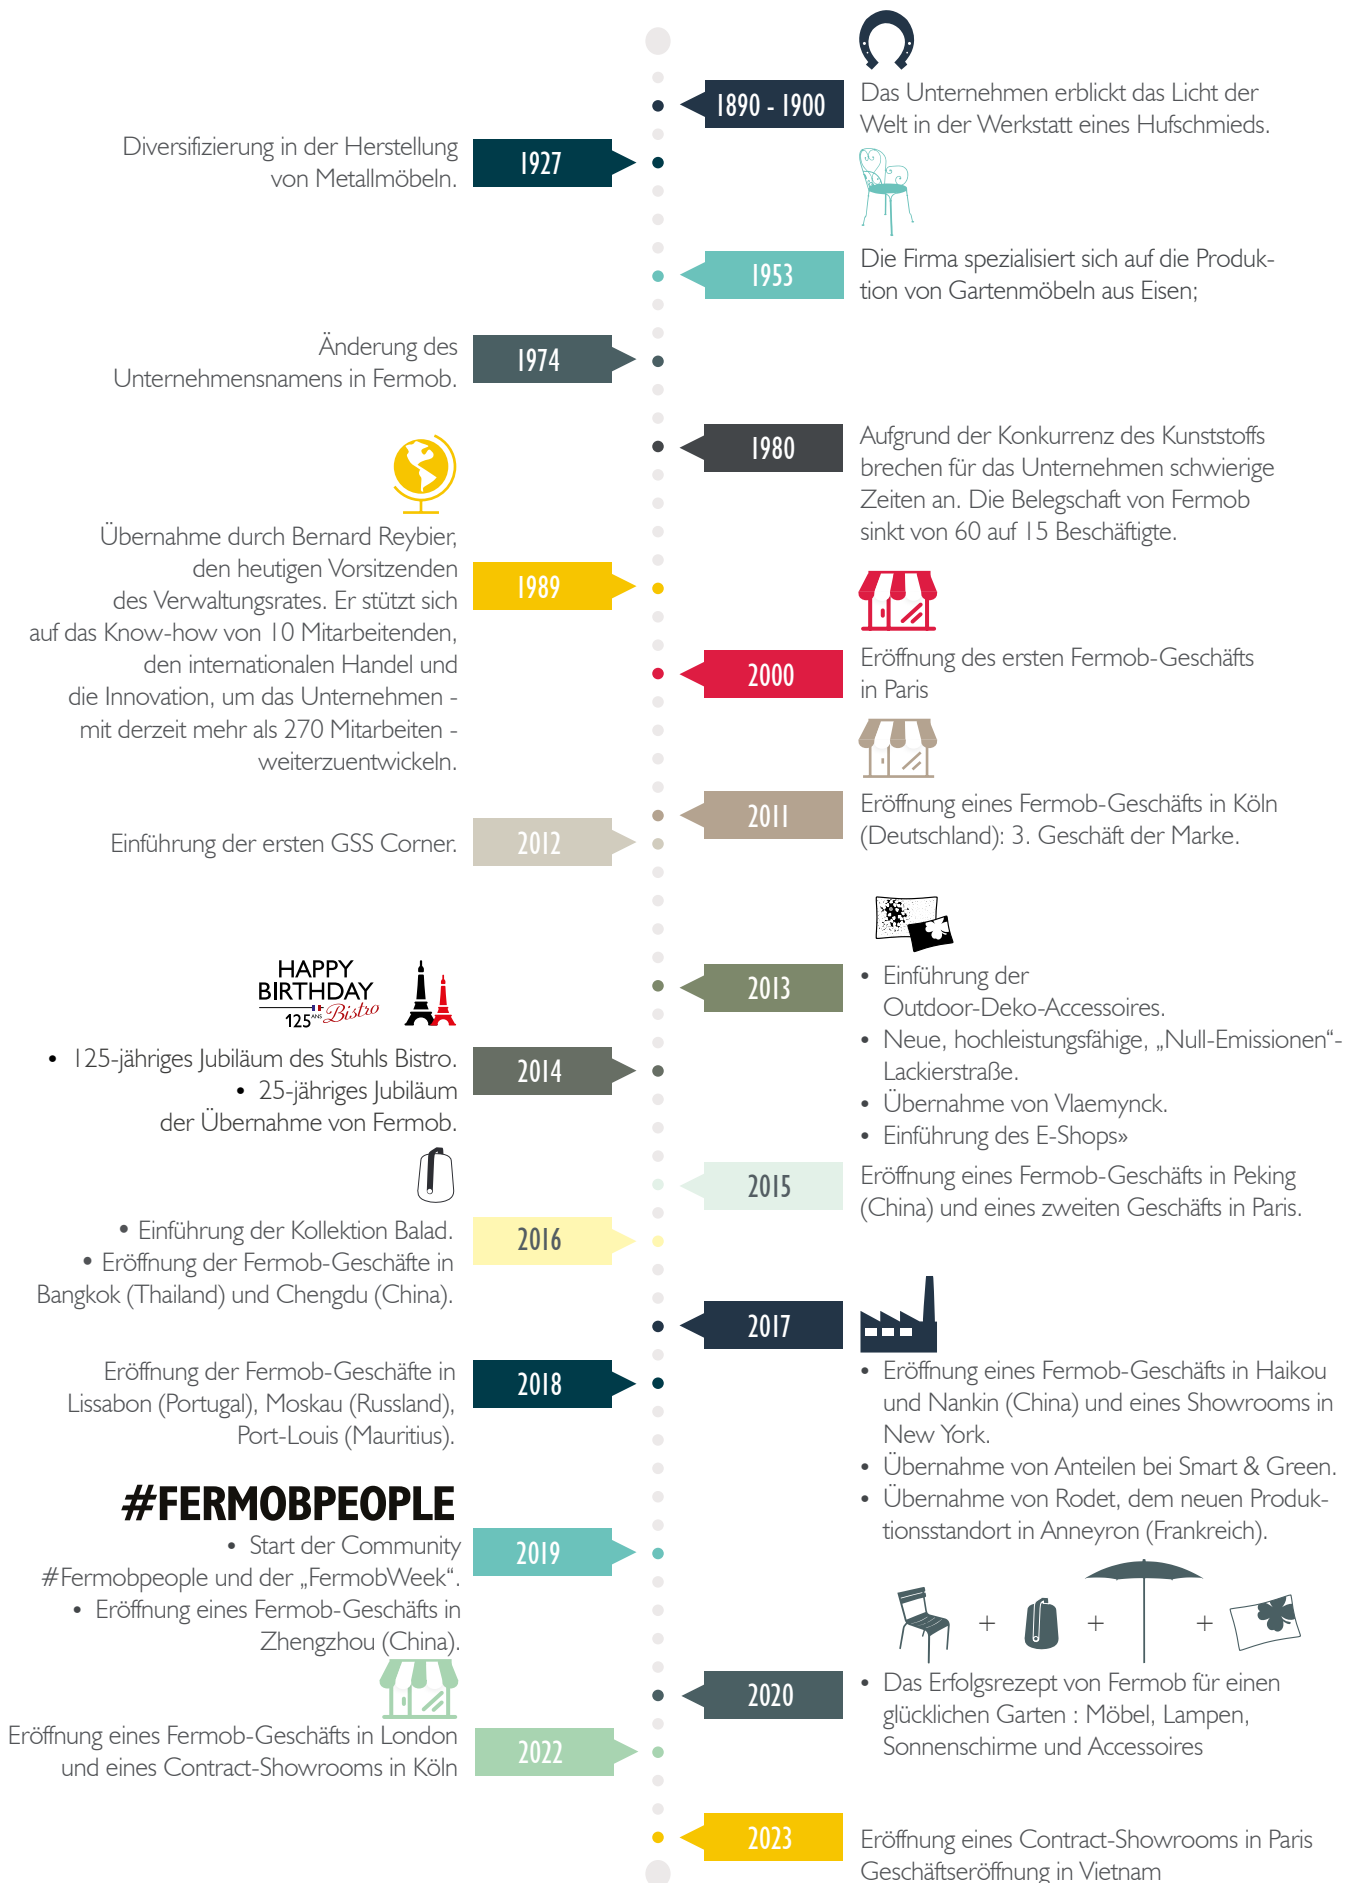 1890 - 1900
Das Unternehmen erblickt das Licht der
Welt in der Werkstatt eines Hufschmieds.
1927
Diversifizierung in der Herstellung
von Metallmöbeln.
1953
Die Firma spezialisiert sich auf die Produk-
tion von Gartenmöbeln aus Eisen;
1974
Änderung des
Unternehmensnamens in Fermob.
1980
Aufgrund der Konkurrenz des Kunststoffs
brechen für das Unternehmen schwierige
Zeiten an. Die Belegschaft von Fermob
sinkt von 60 auf 15 Beschäftigte.
1989
Übernahme durch Bernard Reybier,
den heutigen Vorsitzenden
des Verwaltungsrates. Er stützt sich
auf das Know-how von 10 Mitarbeitenden,
den internationalen Handel und
die Innovation, um das Unternehmen -
mit derzeit mehr als 270 Mitarbeiten -
weiterzuentwickeln.
2000
Eröffnung des ersten Fermob-Geschäfts
in Paris
2011
Eröffnung eines Fermob-Geschäfts in Köln
(Deutschland): 3. Geschäft der Marke.
2012
Einführung der ersten GSS Corner.
2013
• Einführung der
Outdoor-Deko-Accessoires.
• Neue, hochleistungsfähige, „Null-Emissionen“-
Lackierstraße.
• Übernahme von Vlaemynck.
• Einführung des E-Shops»
HAPPY
BIRTHDAY
125ANS Bistro
2014
• 125-jähriges Jubiläum des Stuhls Bistro.
• 25-jähriges Jubiläum
der Übernahme von Fermob.
2015
Eröffnung eines Fermob-Geschäfts in Peking
(China) und eines zweiten Geschäfts in Paris.
2016
• Einführung der Kollektion Balad.
• Eröffnung der Fermob-Geschäfte in
Bangkok (Thailand) und Chengdu (China).
2017
• Eröffnung eines Fermob-Geschäfts in Haikou
und Nankin (China) und eines Showrooms in
New York.
• Übernahme von Anteilen bei Smart & Green.
• Übernahme von Rodet, dem neuen Produk-
tionsstandort in Anneyron (Frankreich).
2018
Eröffnung der Fermob-Geschäfte in
Lissabon (Portugal), Moskau (Russland),
Port-Louis (Mauritius).
#FERMOBPEOPLE
2019
• Start der Community
#Fermobpeople und der „FermobWeek“.
• Eröffnung eines Fermob-Geschäfts in
Zhengzhou (China).
+ + +
2020
• Das Erfolgsrezept von Fermob für einen
glücklichen Garten : Möbel, Lampen,
Sonnenschirme und Accessoires
2022
Eröffnung eines Fermob-Geschäfts in London
und eines Contract-Showrooms in Köln
2023
Eröffnung eines Contract-Showrooms in Paris
Geschäftseröffnung in Vietnam